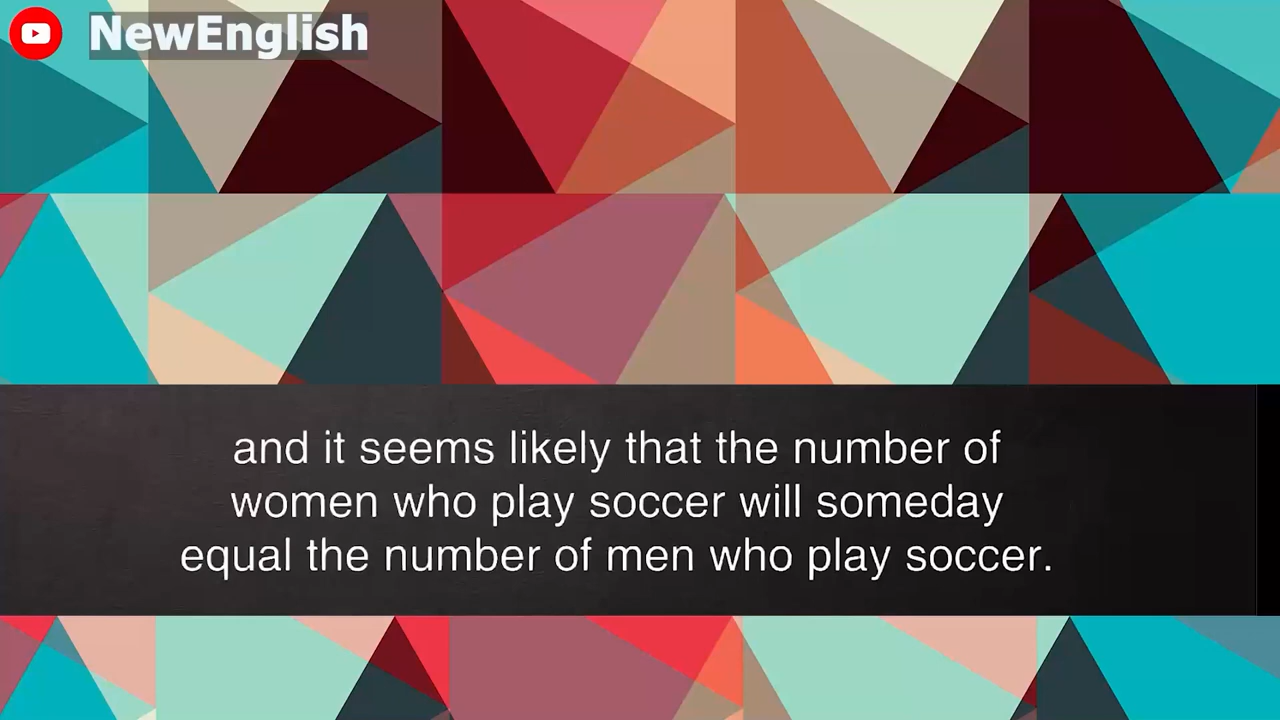 NewEnglish
and it seems likely that the number of
women who play soccer will someday
equal the number of men who play soccer.